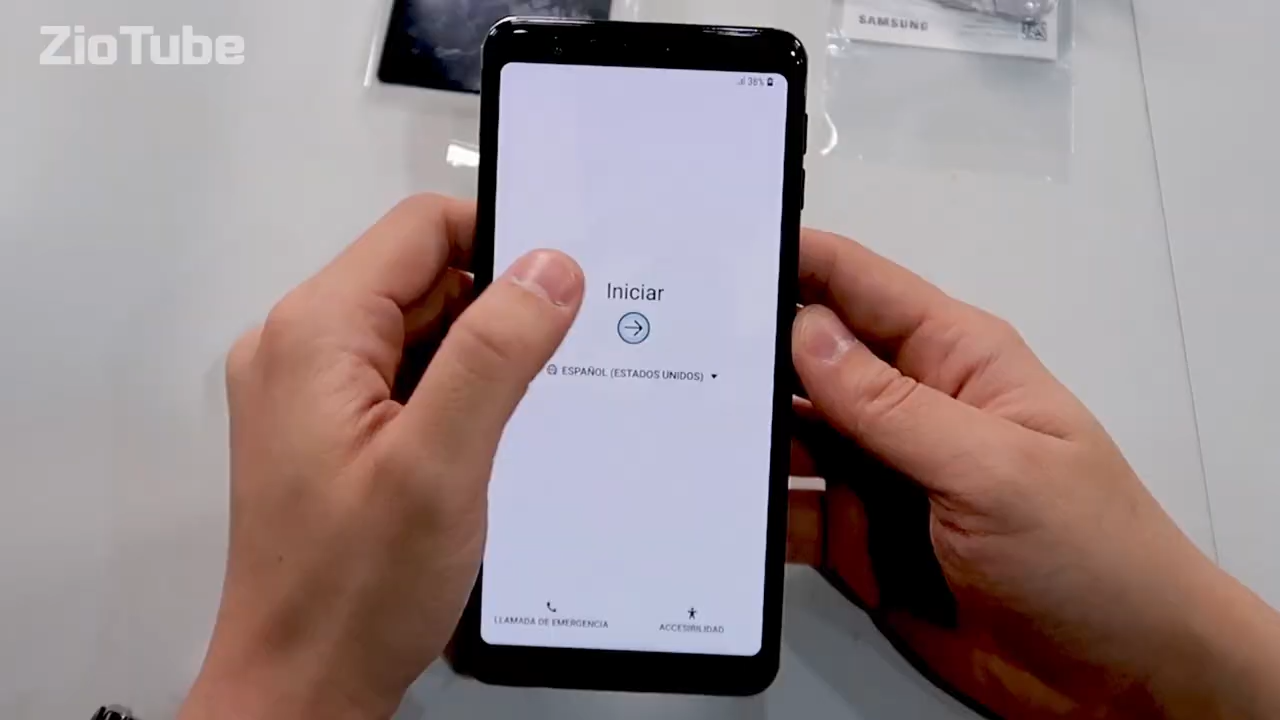 ZioTube
SAMSUNG
38%
Iniciar
ESPAÑOL (ESTADOS UNIDOS)
LLAMADA DE EMERGENCIA
ACCESIBILIDAD